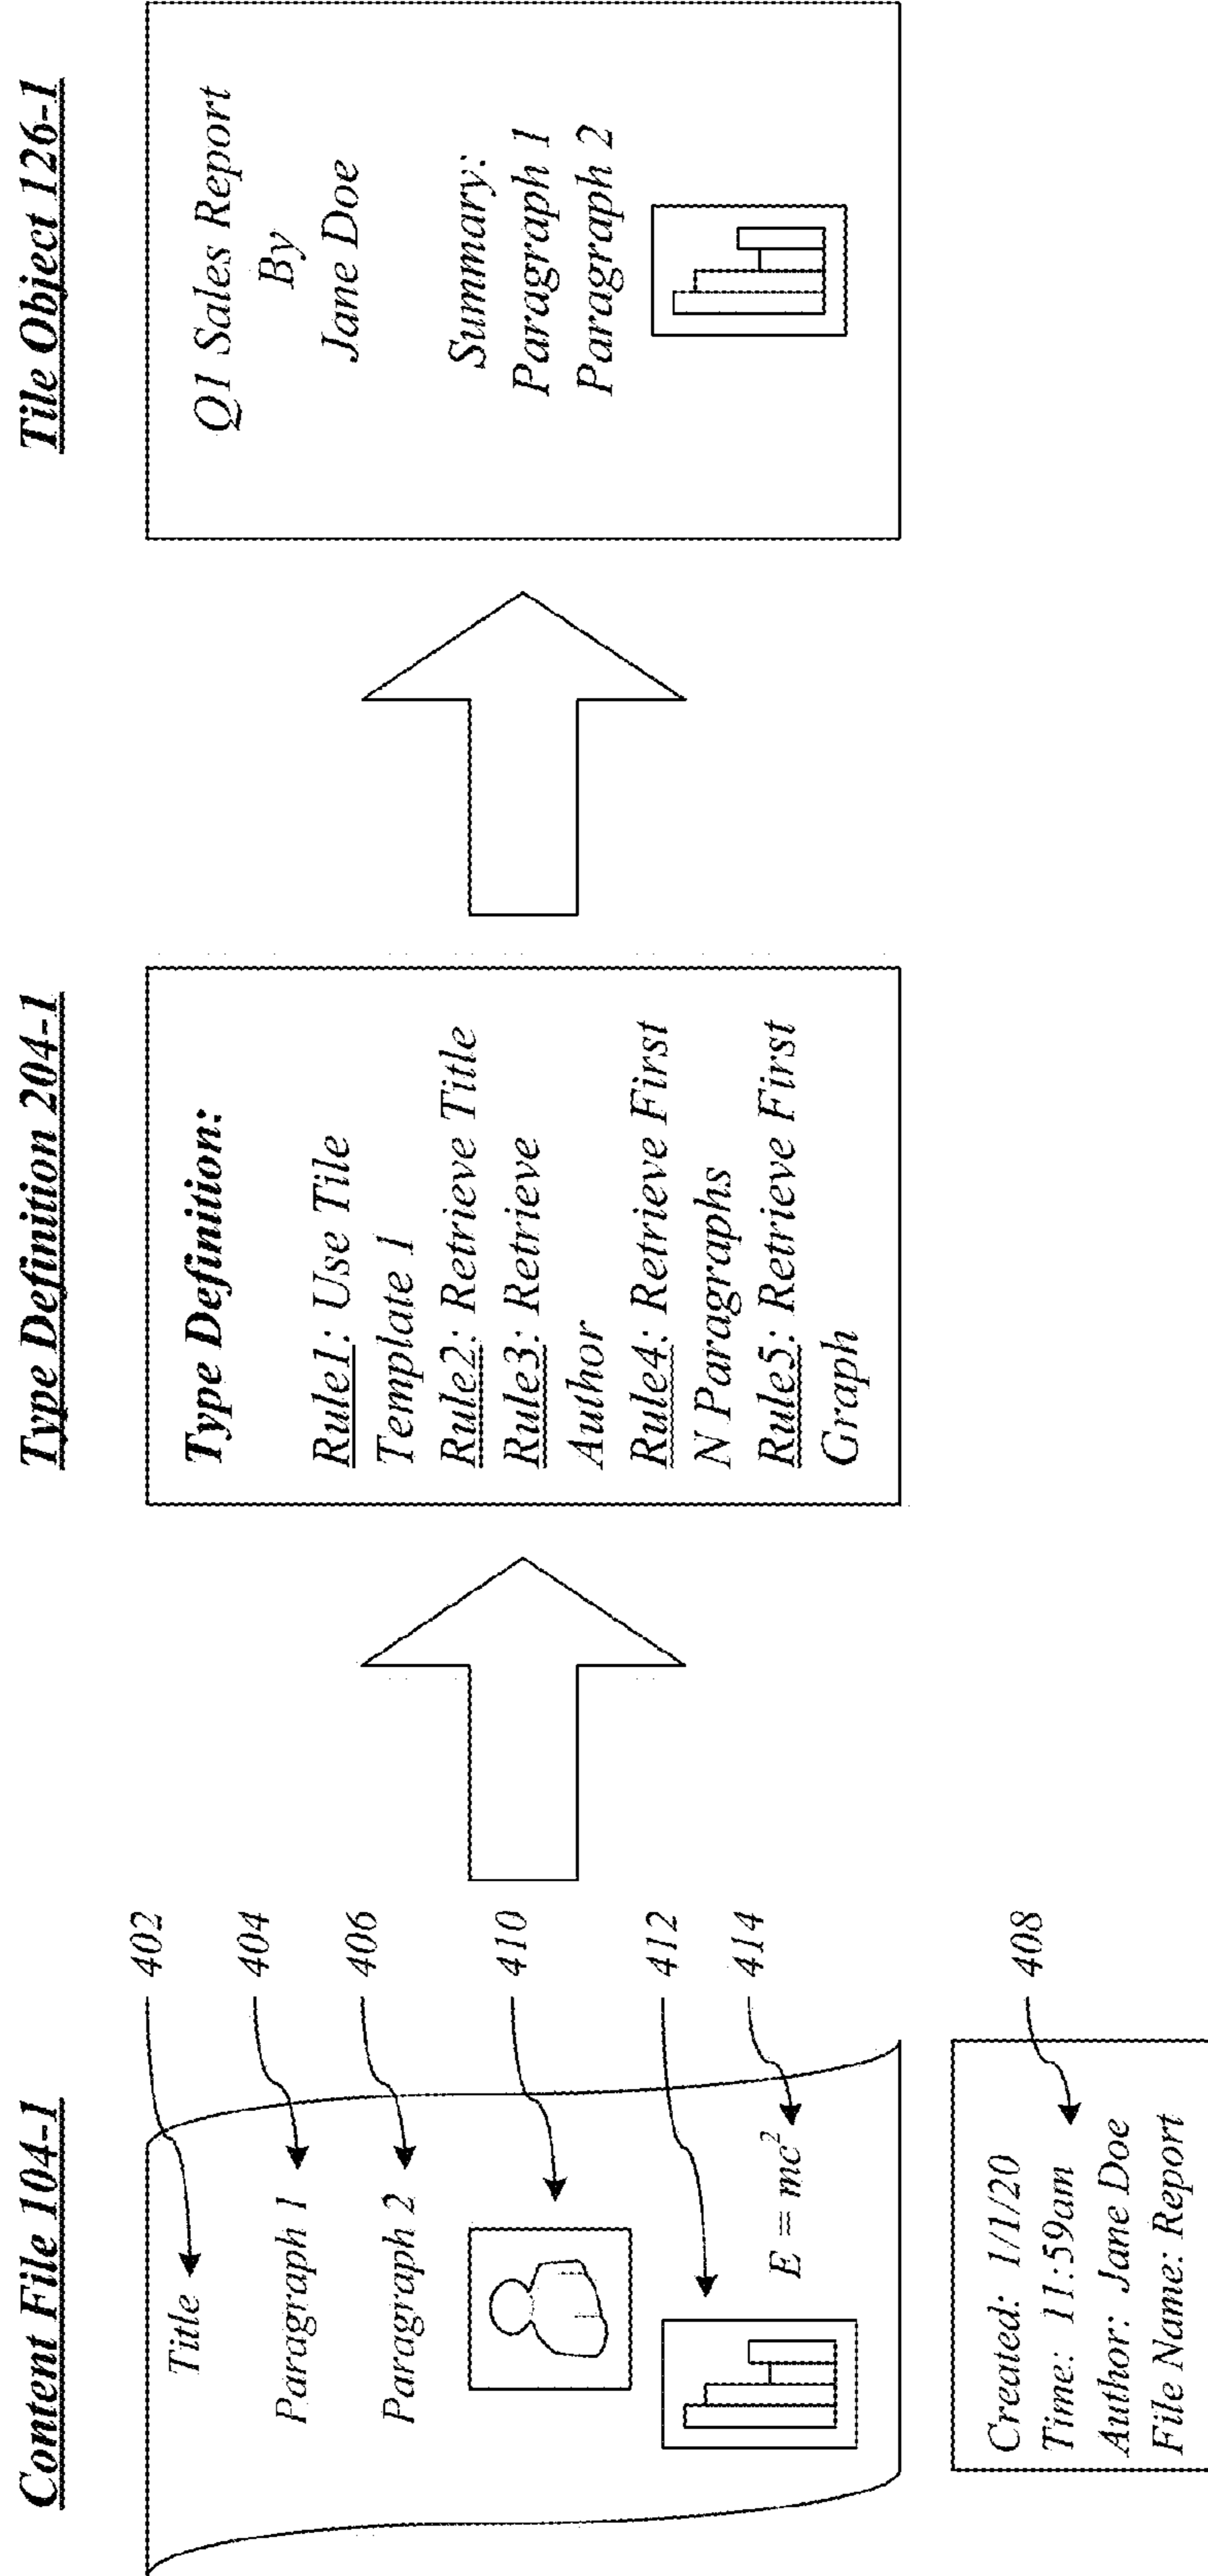 Content File 104-1
Title
402
Paragraph 1
404
Paragraph 2
406
410
412
E = mc²
414
Created: 1/1/20
Time: 11:59am
Author: Jane Doe
File Name: Report
408
Type Definition 204-1
Type Definition:
Rule1: Use Tile
Template 1
Rule2: Retrieve Title
Rule3: Retrieve
Author
Rule4: Retrieve First
N Paragraphs
Rule5: Retrieve First
Graph
Tile Object 126-1
Q1 Sales Report
By
Jane Doe
Summary:
Paragraph 1
Paragraph 2